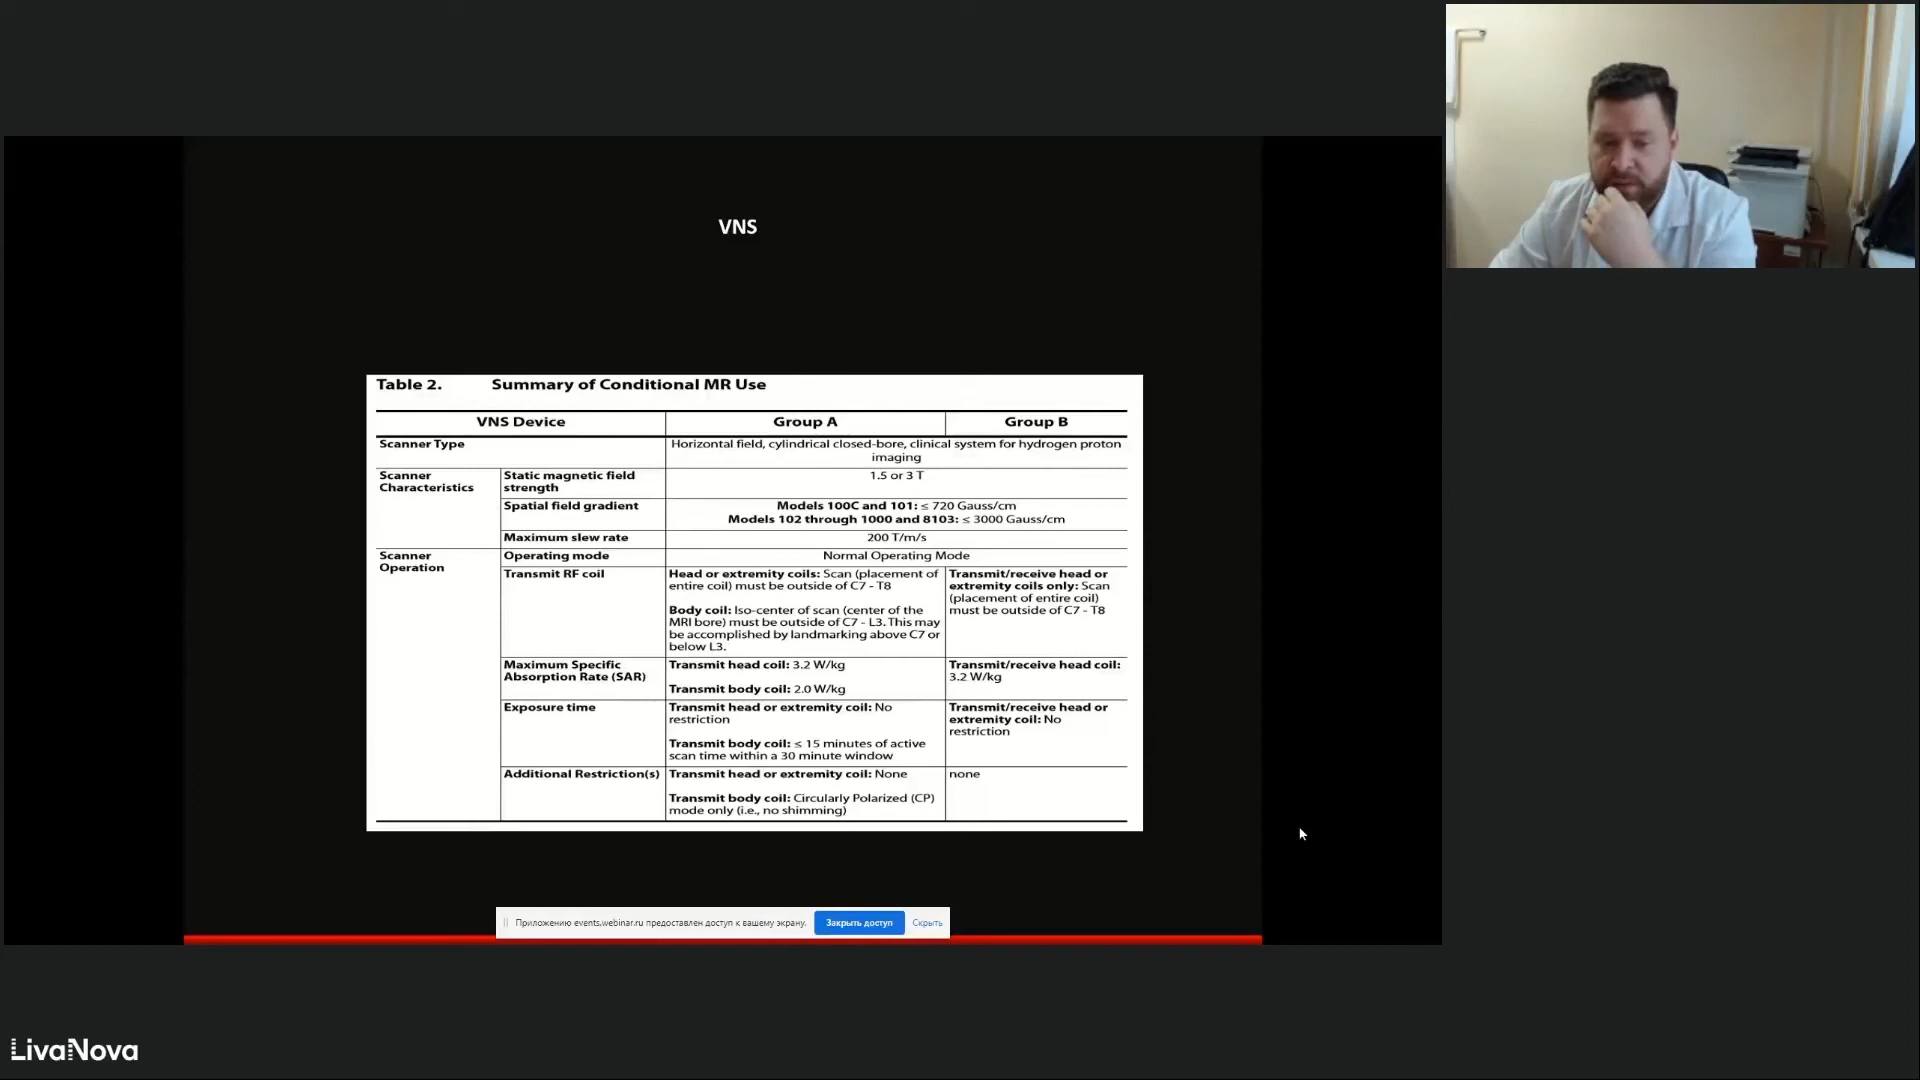 VNS
Table 2. Summary of Conditional MR Use
VNS Device
Group A
Group B
Scanner Type
Horizontal field, cylindrical closed-bore, clinical system for hydrogen proton
imaging
Scanner
Characteristics
Static magnetic field
strength
1.5 or 3 T
Spatial field gradient
Models 100C and 101: ≤ 720 Gauss/cm
Models 102 through 1000 and 8103: ≤ 3000 Gauss/cm
Maximum slew rate
200 T/m/s
Scanner
Operation
Operating mode
Normal Operating Mode
Transmit RF coil
Head or extremity coils: Scan (placement of
entire coil) must be outside of C7 - T8
Body coil: Iso-center of scan (center of the
MRI bore) must be outside of C7 - L3. This may
be accomplished by landmarking above C7 or
below L3.
Transmit/receive head or
extremity coils only: Scan
(placement of entire coil)
must be outside of C7 - T8
Maximum Specific
Absorption Rate (SAR)
Transmit head coil: 3.2 W/kg
Transmit body coil: 2.0 W/kg
Transmit/receive head coil:
3.2 W/kg
Exposure time
Transmit head or extremity coil: No
restriction
Transmit body coil: ≤ 15 minutes of active
scan time within a 30 minute window
Transmit/receive head or
extremity coil: No
restriction
Additional Restriction(s)
Transmit head or extremity coil: None
Transmit body coil: Circularly Polarized (CP)
mode only (i.e., no shimming)
none
Приложению events.webinar.ru предоставлен доступ к вашему экрану.
Закрыть доступ
Скрыть
LivaNova